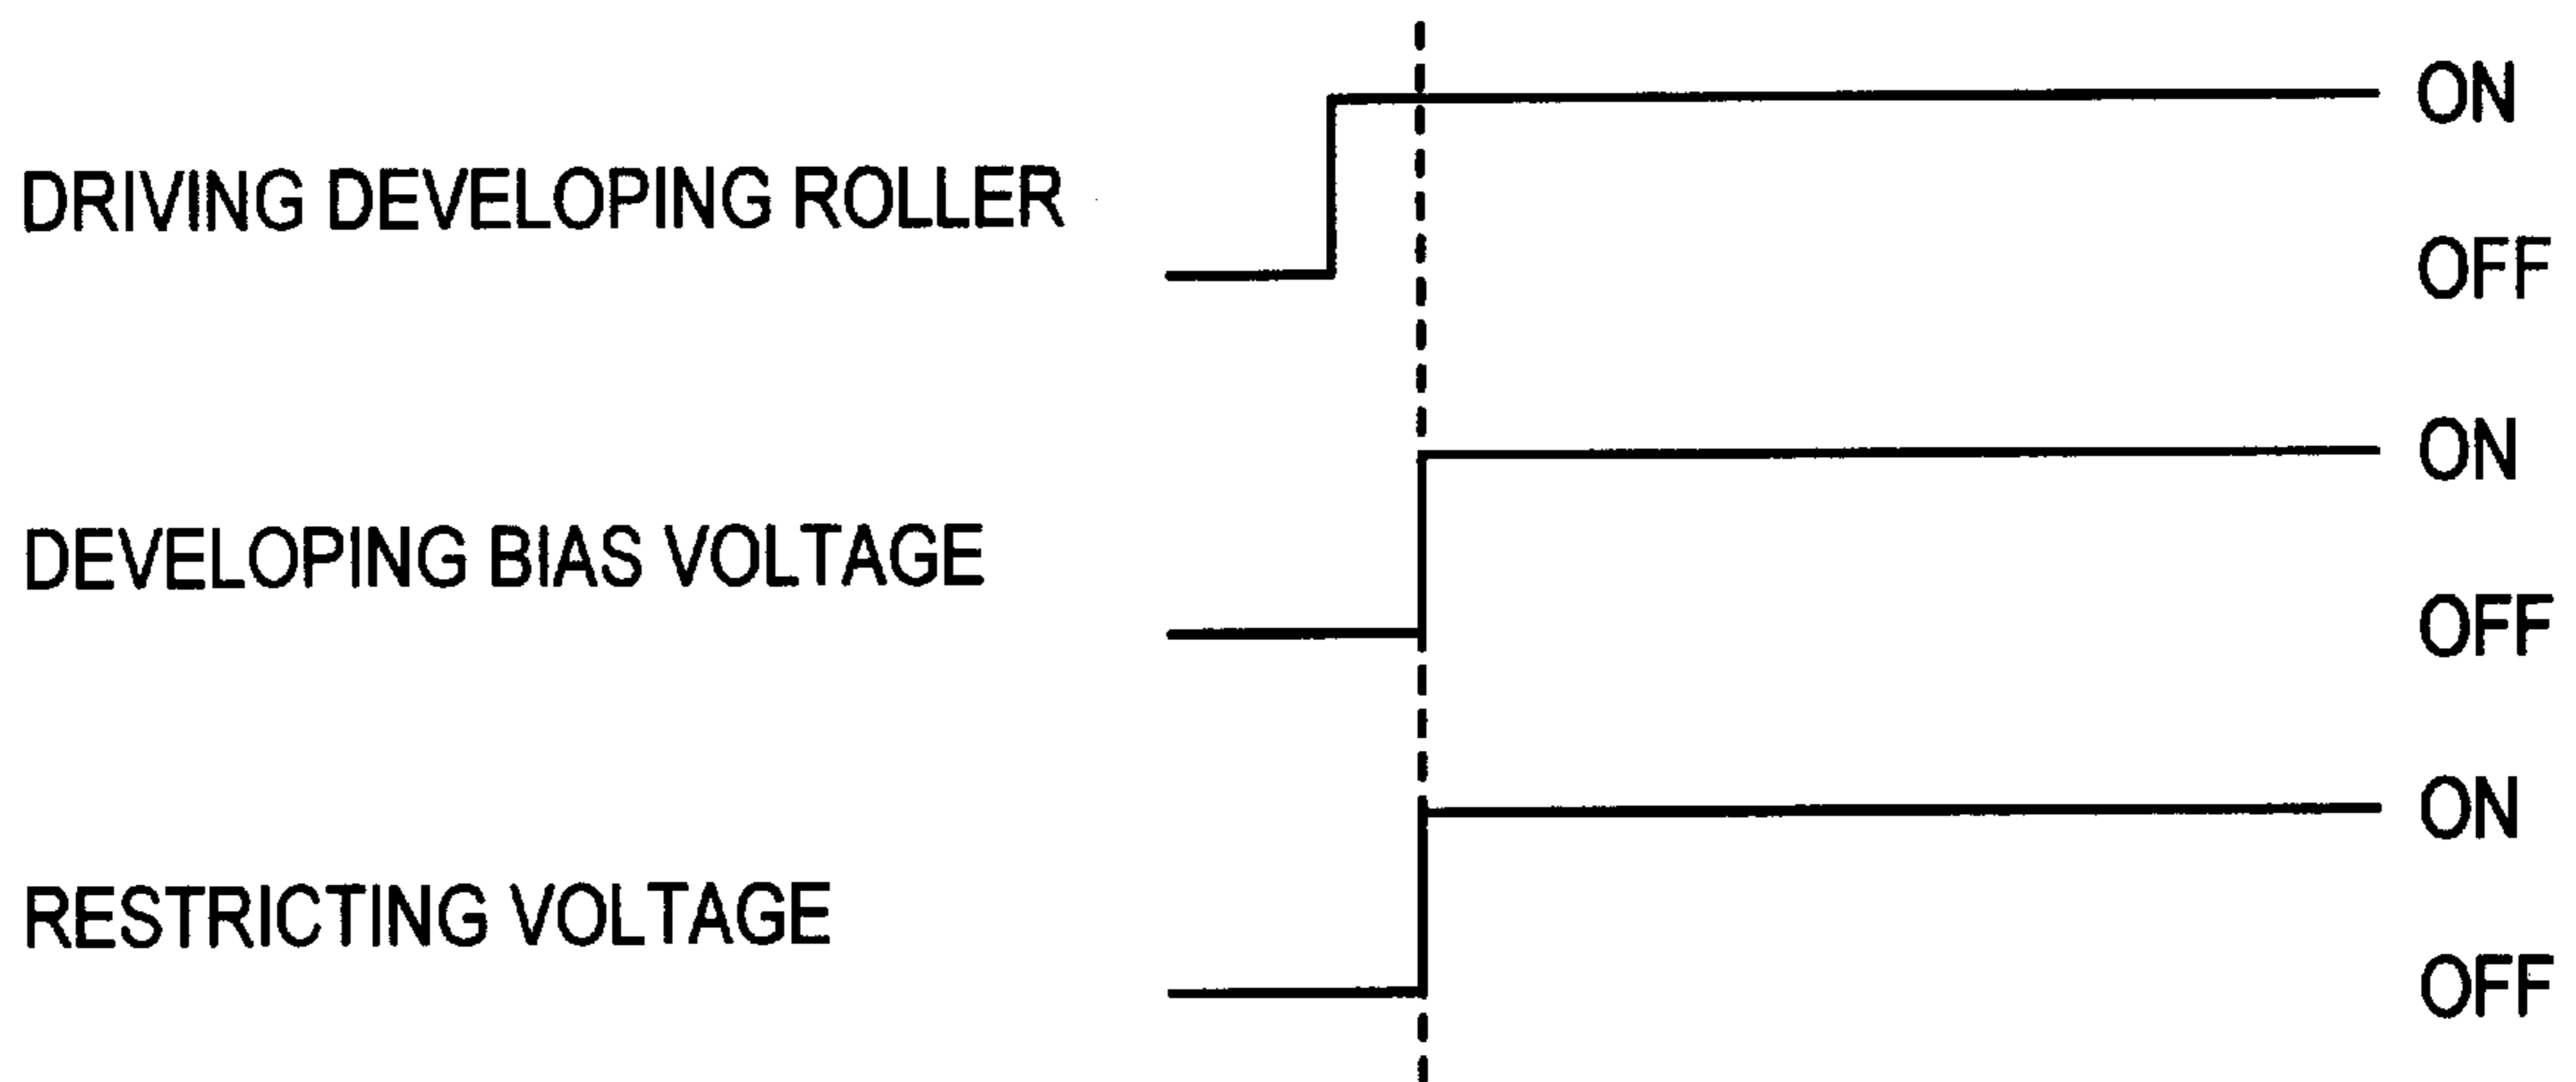 ON
DRIVING DEVELOPING ROLLER
OFF
ON
DEVELOPING BIAS VOLTAGE
OFF
ON
RESTRICTING VOLTAGE
OFF